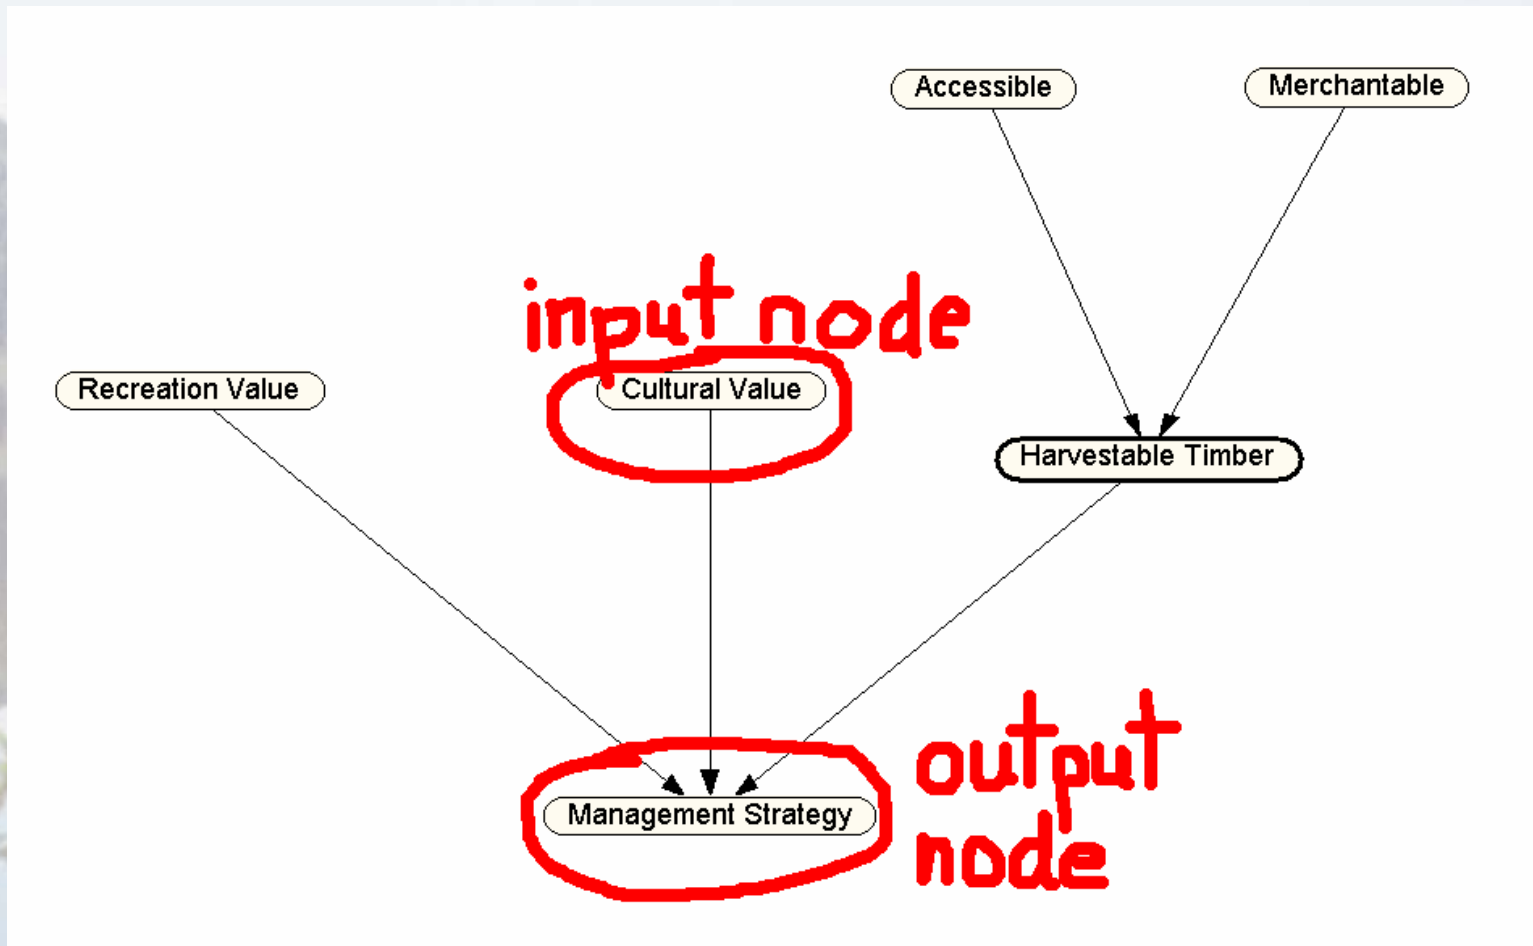 Accessible
Merchantable
input node
Recreation Value
Cultural Value
Harvestable Timber
output
node
Management Strategy